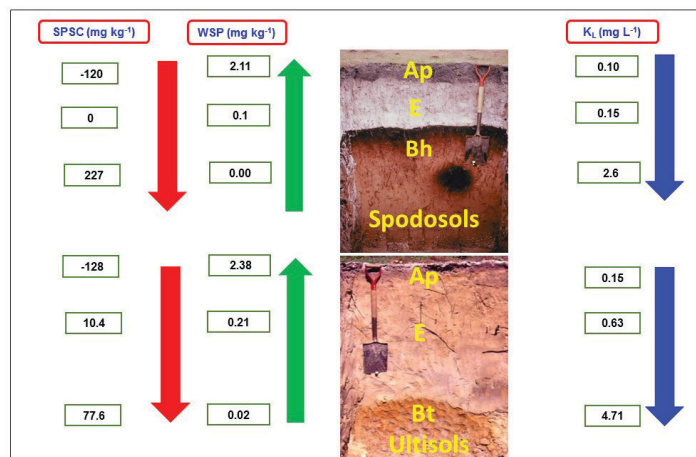 SPSC (mg kg-1) WSP (mg kg-1) KL (mg L-1)
-120 2.11 Ap 0.10
0 0.1 E 0.15
227 0.00 Bh 2.6
Spodosols
-128 2.38 Ap 0.15
10.4 0.21 E 0.63
77.6 0.02 Bt 4.71
Ultisols